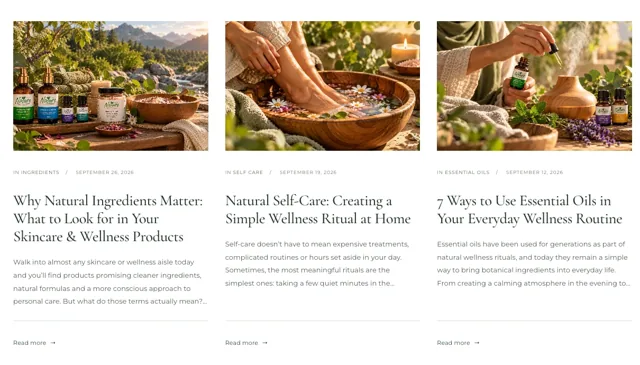 IN INGREDIENTS / SEPTEMBER 26, 2026
Why Natural Ingredients Matter:
What to Look for in Your
Skincare & Wellness Products
Walk into almost any skincare or wellness aisle today
and you'll find products promising cleaner ingredients,
natural formulas and a more conscious approach to
personal care. But what do those terms actually mean?...
Read more →
IN SELF CARE / SEPTEMBER 19, 2026
Natural Self-Care: Creating a
Simple Wellness Ritual at Home
Self-care doesn't have to mean expensive treatments,
complicated routines or hours set aside in your day.
Sometimes, the most meaningful rituals are the
simplest ones: taking a few quiet minutes in the...
Read more →
IN ESSENTIAL OILS / SEPTEMBER 12, 2026
7 Ways to Use Essential Oils in
Your Everyday Wellness Routine
Essential oils have been used for generations as part of
natural wellness rituals, and today they remain a simple
way to bring botanical ingredients into everyday life.
From creating a calming atmosphere in the evening to...
Read more →